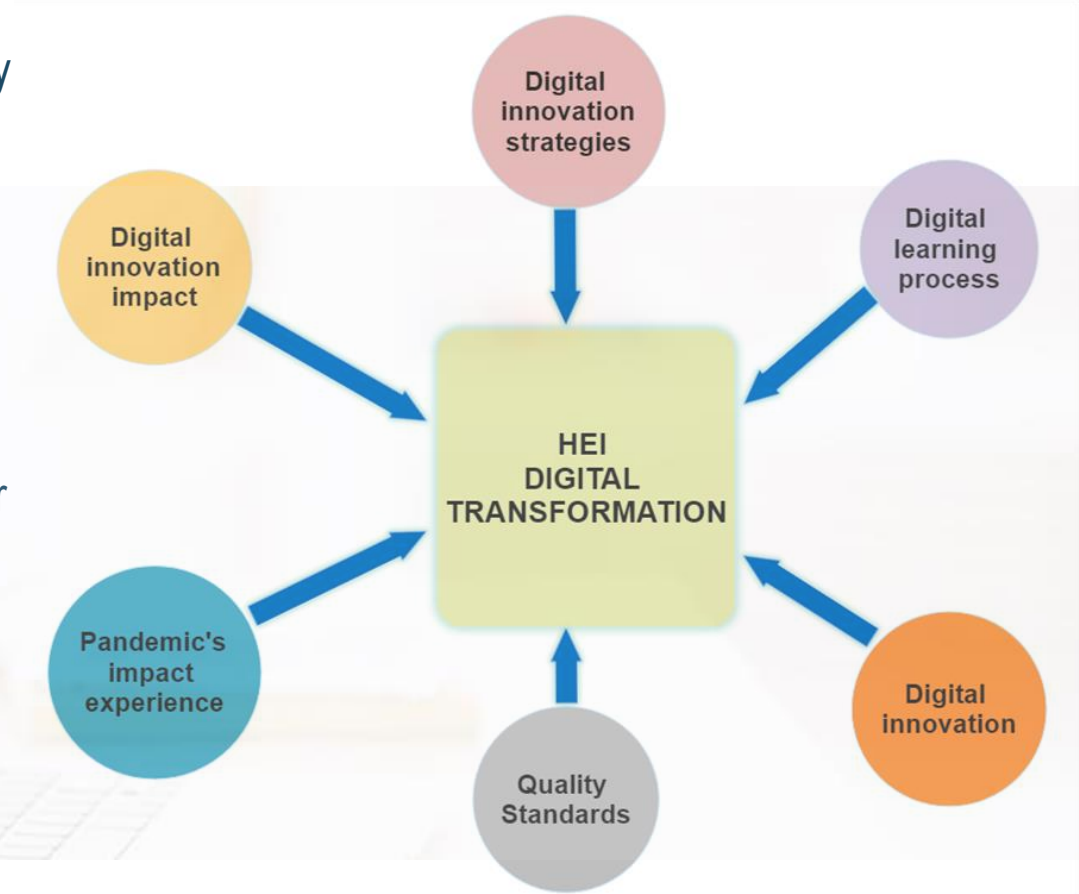 y
Digital
innovation
strategies
Digital
innovation
impact
Digital
learning
process
HEI
DIGITAL
TRANSFORMATION
r
Pandemic's
impact
experience
Digital
innovation
Quality
Standards